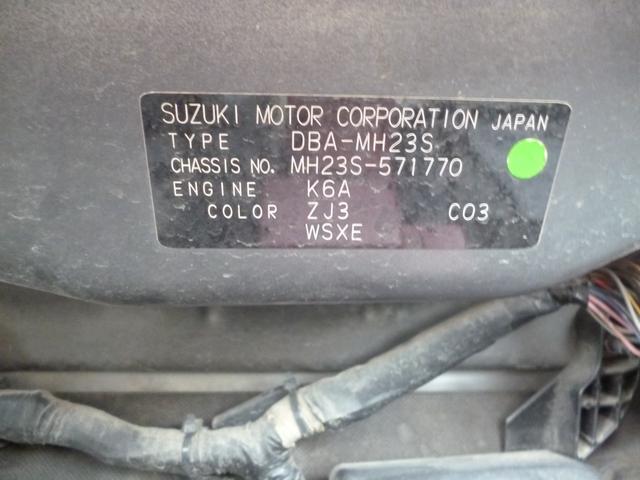 SUZUKI MOTOR CORPORATION JAPAN
TYPE DBA-MH23S
CHASSIS NO. MH23S-571770
ENGINE K6A
COLOR ZJ3 C03
WSXE